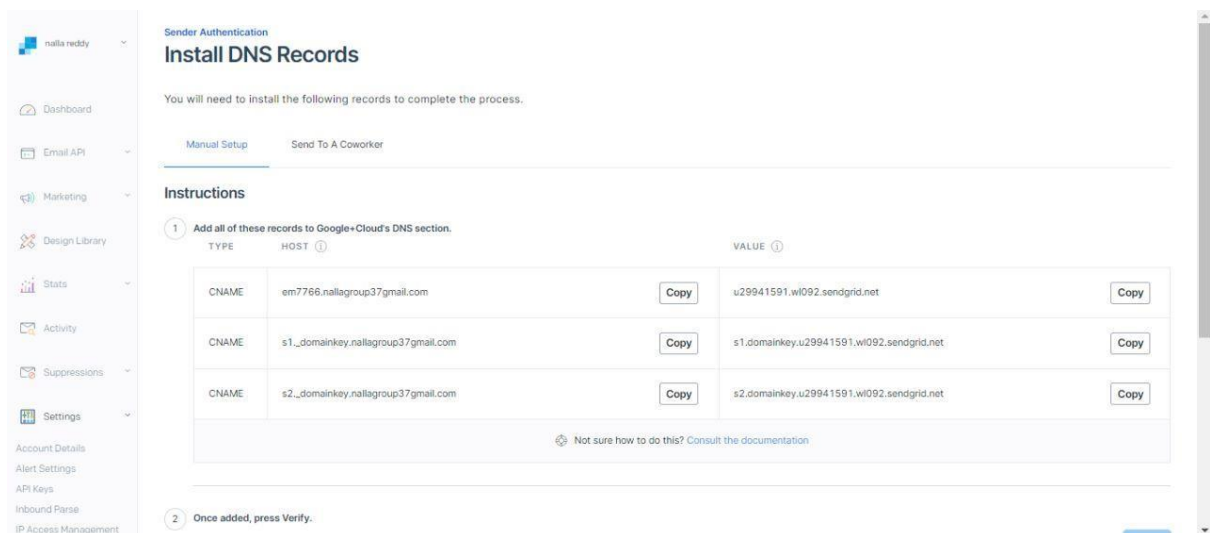 nalla reddy
Dashboard
Email API
Marketing
Design Library
Stats
Activity
Suppressions
Settings
Account Details
Alert Settings
API Keys
Inbound Parse
IP Access Management
Sender Authentication
Install DNS Records
You will need to install the following records to complete the process.
Manual Setup Send To A Coworker
Instructions
1 Add all of these records to Google+Cloud's DNS section.
TYPE HOST VALUE
CNAME em7766.nallagroup37gmail.com Copy u29941591.wl092.sendgrid.net Copy
CNAME s1._domainkey.nallagroup37gmail.com Copy s1.domainkey.u29941591.wl092.sendgrid.net Copy
CNAME s2._domainkey.nallagroup37gmail.com Copy s2.domainkey.u29941591.wl092.sendgrid.net Copy
Not sure how to do this? Consult the documentation
2 Once added, press Verify.